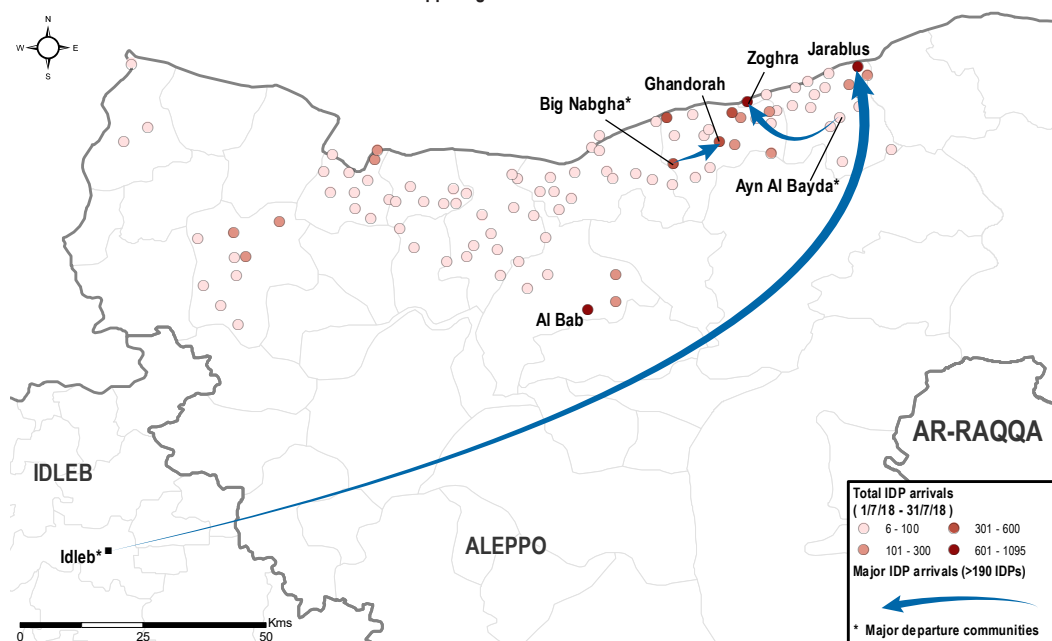 N
W E
S
Jarablus
Zoghra
Ghandorah
Big Nabgha*
Ayn Al Bayda*
Al Bab
AR-RAQQA
IDLEB
Idleb*
ALEPPO
Kms
0 25 50
Total IDP arrivals
( 1/7/18 - 31/7/18 )
6 - 100 301 - 600
101 - 300 601 - 1095
Major IDP arrivals (>190 IDPs)
* Major departure communities